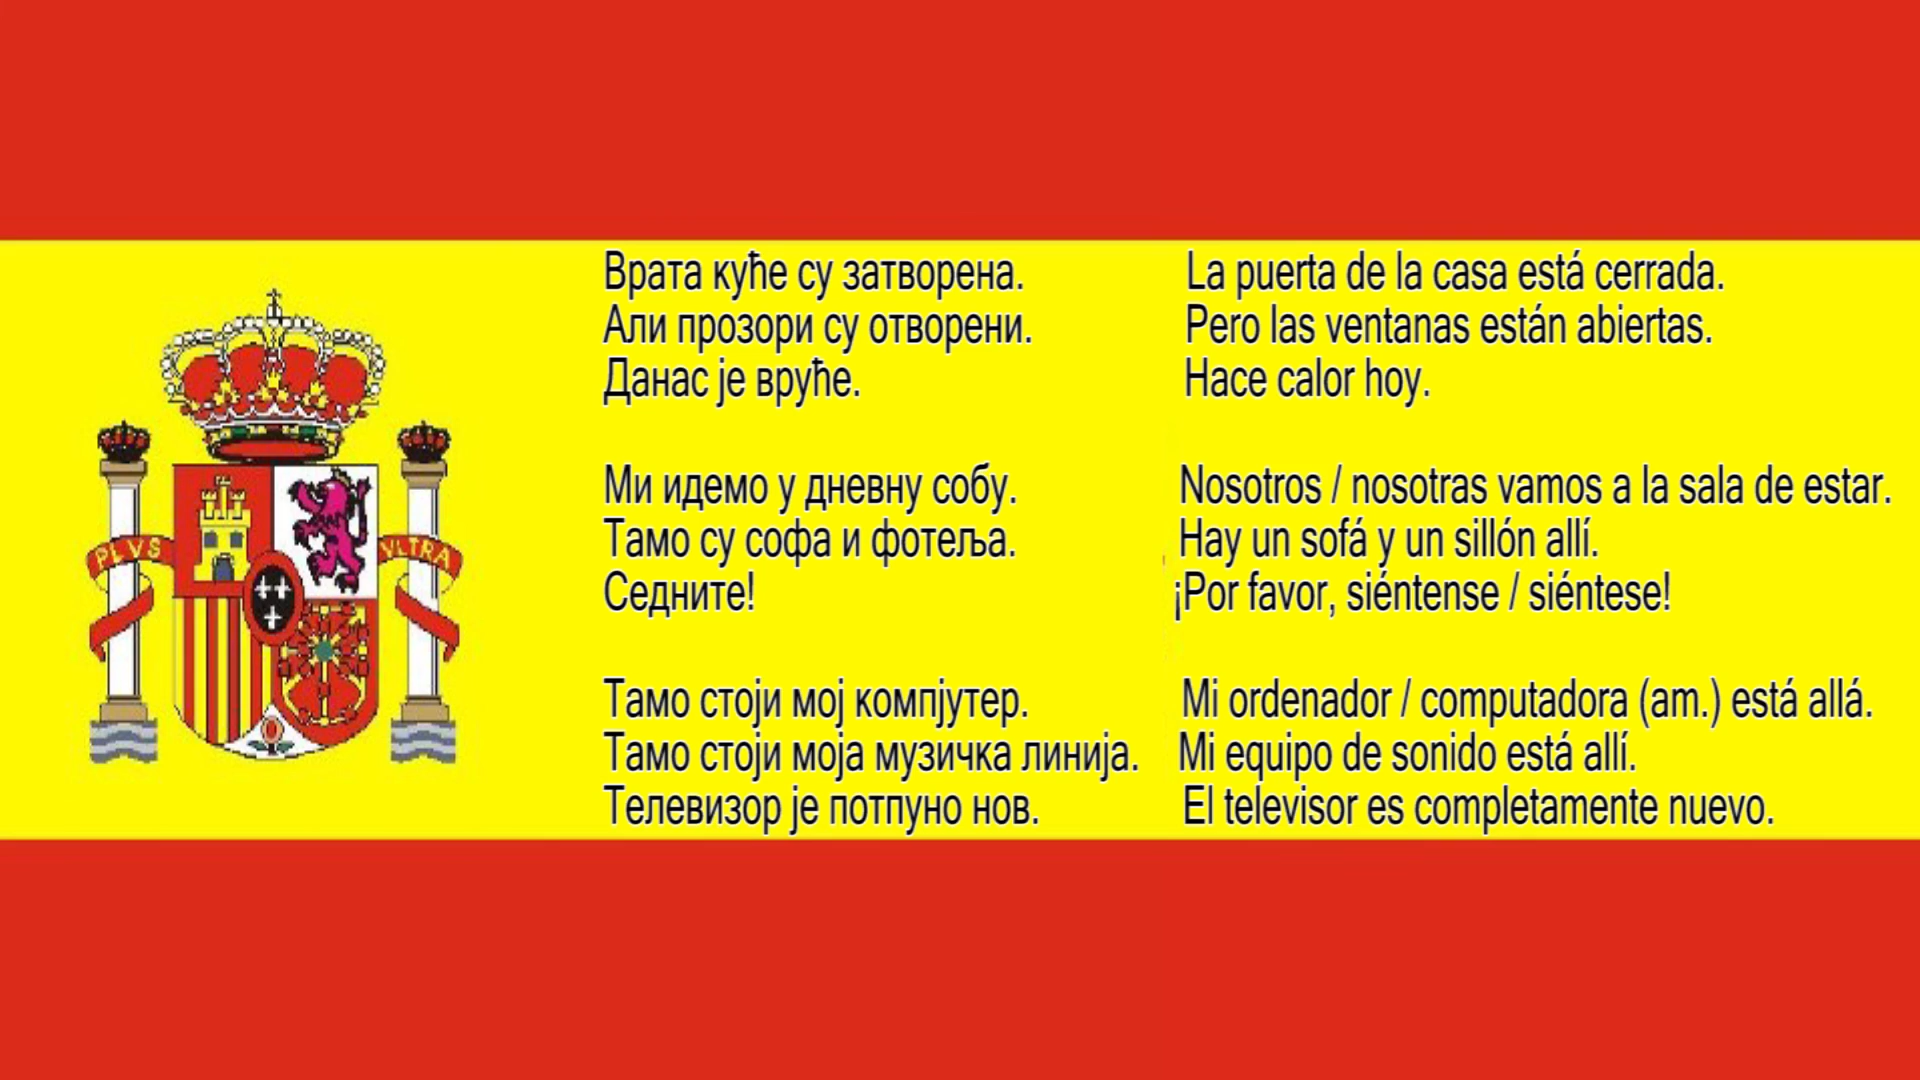 Врата куће су затворена.
Али прозори су отворени.
Данас је вруће.
Ми идемо у дневну собу.
Тамо су софа и фотеља.
Седните!
Тамо стоји мој компјутер.
Тамо стоји моја музичка линија.
Телевизор је потпуно нов.
La puerta de la casa está cerrada.
Pero las ventanas están abiertas.
Hace calor hoy.
Nosotros / nosotras vamos a la sala de estar.
Hay un sofá y un sillón allí.
¡Por favor, siéntense / siéntese!
Mi ordenador / computadora (am.) está allá.
Mi equipo de sonido está allí.
El televisor es completamente nuevo.
PLVS
VLTRA